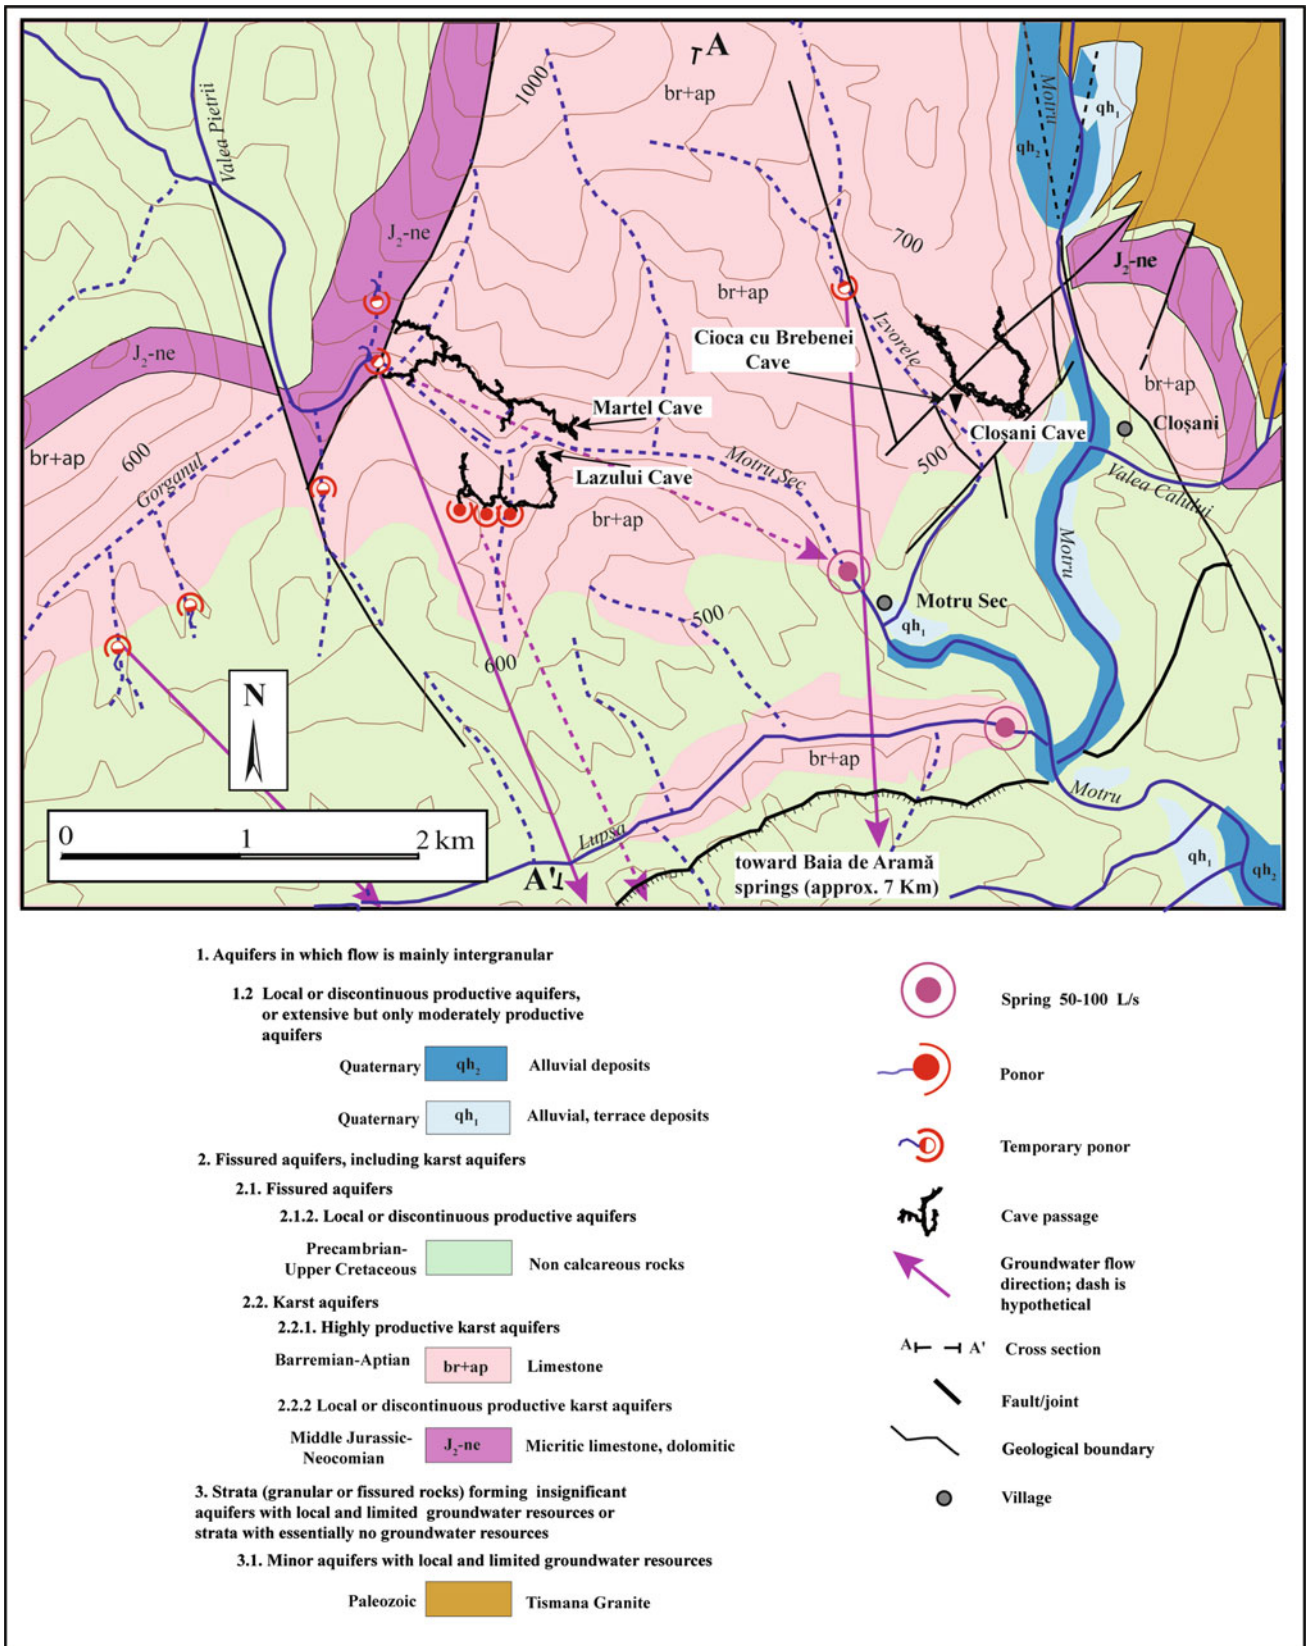 A
br+ap
1000
Valea Pietrii
Motru
qh1
qh2
J2-ne
700
J2-ne
br+ap
Izvorele
Cioca cu Brebenei
Cave
J2-ne
br+ap
Martel Cave
Cloșani
Cloșani Cave
br+ap
600
Gorganul
500
Motru Sec
Valea Calului
Lazului Cave
br+ap
Motru
Motru Sec
qh1
500
600
N
br+ap
Motru
0 1 2 km
Lupșa
A'
toward Baia de Aramă
springs (approx. 7 Km)
qh1
qh2
1. Aquifers in which flow is mainly intergranular
1.2 Local or discontinuous productive aquifers,
or extensive but only moderately productive
aquifers
Quaternary qh2 Alluvial deposits
Quaternary qh1 Alluvial, terrace deposits
2. Fissured aquifers, including karst aquifers
2.1. Fissured aquifers
2.1.2. Local or discontinuous productive aquifers
Precambrian-
Upper Cretaceous Non calcareous rocks
2.2. Karst aquifers
2.2.1. Highly productive karst aquifers
Barremian-Aptian br+ap Limestone
2.2.2 Local or discontinuous productive karst aquifers
Middle Jurassic-
Neocomian J2-ne Micritic limestone, dolomitic
3. Strata (granular or fissured rocks) forming insignificant
aquifers with local and limited groundwater resources or
strata with essentially no groundwater resources
3.1. Minor aquifers with local and limited groundwater resources
Paleozoic Tismana Granite
Spring 50-100 L/s
Ponor
Temporary ponor
Cave passage
Groundwater flow
direction; dash is
hypothetical
A A' Cross section
Fault/joint
Geological boundary
Village